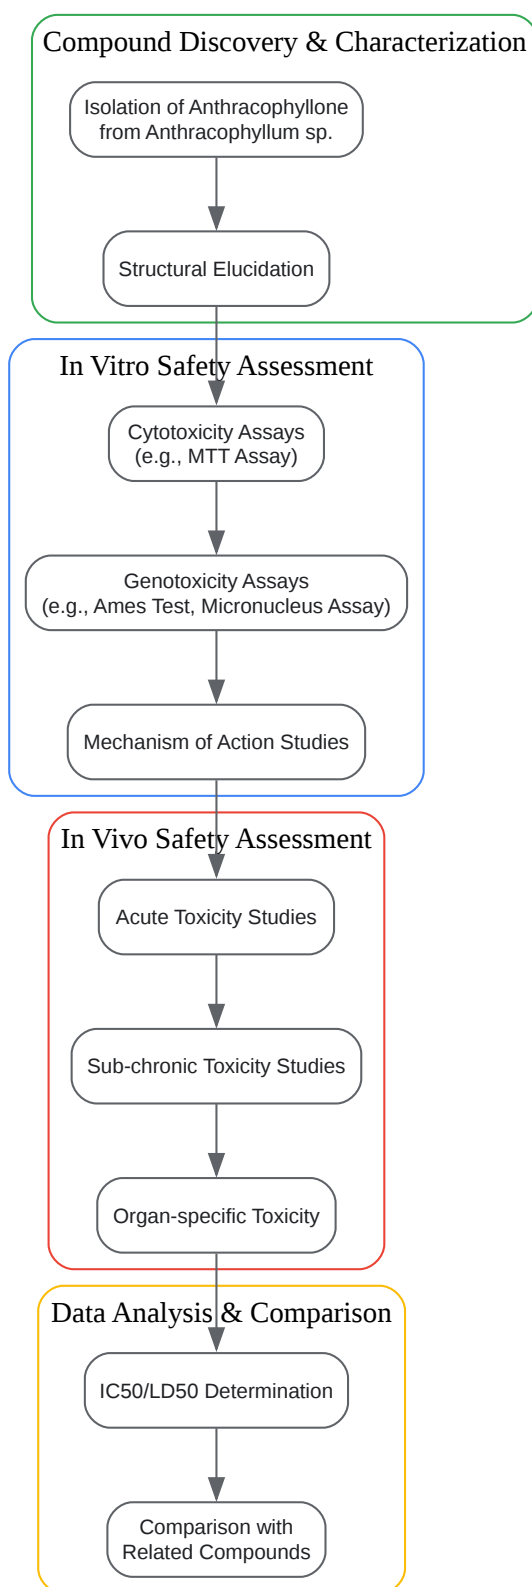 Compound Discovery & Characterization
Isolation of Anthracophyllone
from Anthracophyllum sp.
Structural Elucidation
In Vitro Safety Assessment
Cytotoxicity Assays
(e.g., MTT Assay)
Genotoxicity Assays
(e.g., Ames Test, Micronucleus Assay)
Mechanism of Action Studies
In Vivo Safety Assessment
Acute Toxicity Studies
Sub-chronic Toxicity Studies
Organ-specific Toxicity
Data Analysis & Comparison
IC50/LD50 Determination
Comparison with
Related Compounds